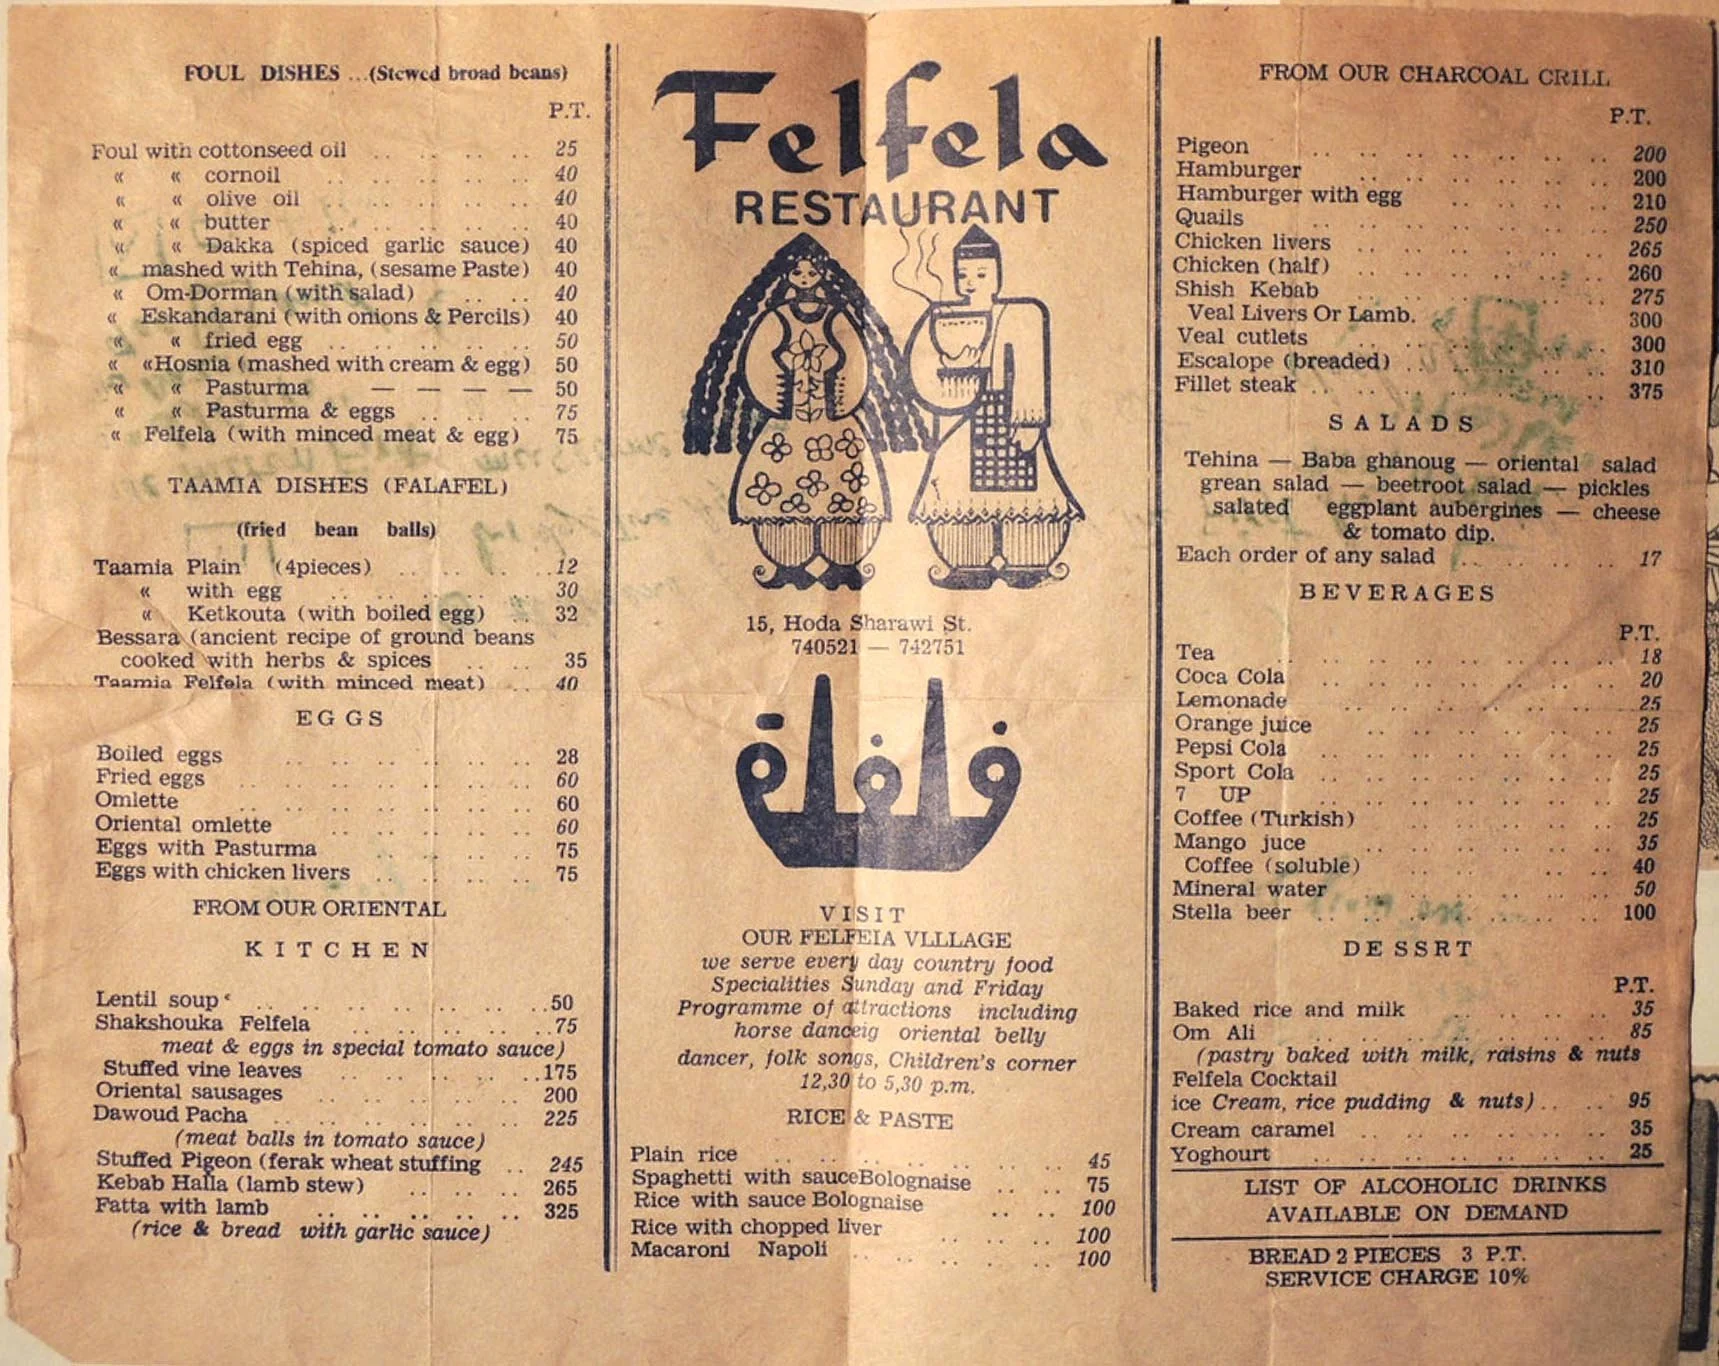 FOUL DISHES ...(Stewed broad beans)
P.T.
Foul with cottonseed oil .. .. .. .. 25
« « cornoil .. .. .. .. .. 40
« « olive oil .. .. .. .. .. 40
« « butter .. .. .. .. .. 40
« « Dakka (spiced garlic sauce) 40
« mashed with Tehina, (sesame Paste) 40
« Om-Dorman (with salad) .. .. 40
« Eskandarani (with onions & Percils) 40
« « fried egg .. .. .. .. .. 50
« «Hosnia (mashed with cream & egg) 50
« « Pasturma — — — — 50
« « Pasturma & eggs .. .. .. 75
« Felfela (with minced meat & egg) 75
TAAMIA DISHES (FALAFEL)
(fried bean balls)
Taamia Plain (4pieces) .. .. .. ..12
« with egg .. .. .. .. .. 30
« Ketkouta (with boiled egg) .. 32
Bessara (ancient recipe of ground beans
cooked with herbs & spices .. .. 35
Taamia Felfela (with minced meat) .. 40
EGGS
Boiled eggs .. .. .. .. .. .. 28
Fried eggs .. .. .. .. .. .. .. 60
Omlette .. .. .. .. .. .. .. 60
Oriental omlette .. .. .. .. .. 60
Eggs with Pasturma .. .. .. .. 75
Eggs with chicken livers .. .. .. .. 75
FROM OUR ORIENTAL
KITCHEN
Lentil soup .. .. .. .. .. .. ..50
Shakshouka Felfela .. .. .. .. ..75
meat & eggs in special tomato sauce)
Stuffed vine leaves .. .. .. .. ..175
Oriental sausages .. .. .. .. .. 200
Dawoud Pacha .. .. .. .. .. .. 225
(meat balls in tomato sauce)
Stuffed Pigeon (ferak wheat stuffing .. 245
Kebab Halla (lamb stew) .. .. .. 265
Fatta with lamb .. .. .. .. .. 325
(rice & bread with garlic sauce)
Felfela
RESTAURANT
15, Hoda Sharawi St.
740521 — 742751
فلفلة
VISIT
OUR FELFEIA VLLLAGE
we serve every day country food
Specialities Sunday and Friday
Programme of attractions including
horse danceig oriental belly
dancer, folk songs, Children's corner
12,30 to 5,30 p.m.
RICE & PASTE
Plain rice .. .. .. .. .. .. .. 45
Spaghetti with sauceBolognaise .. .. 75
Rice with sauce Bolognaise .. .. .. 100
Rice with chopped liver .. .. .. .. 100
Macaroni Napoli .. .. .. .. .. 100
FROM OUR CHARCOAL CRILL
P.T.
Pigeon .. .. .. .. .. .. .. 200
Hamburger .. .. .. .. .. .. 200
Hamburger with egg .. .. .. .. .. 210
Quails .. .. .. .. .. .. .. 250
Chicken livers .. .. .. .. .. .. 265
Chicken (half) .. .. .. .. .. .. 260
Shish Kebab .. .. .. .. .. .. 275
Veal Livers Or Lamb. .. .. .. .. 300
Veal cutlets .. .. .. .. .. .. 300
Escalope (breaded) .. .. .. .. .. 310
Fillet steak .. .. .. .. .. .. .. 375
SALADS
Tehina — Baba ghanoug — oriental salad
grean salad — beetroot salad — pickles
salated eggplant aubergines — cheese
& tomato dip.
Each order of any salad .. .. .. .. 17
BEVERAGES
P.T.
Tea .. .. .. .. .. .. .. .. 18
Coca Cola .. .. .. .. .. .. .. 20
Lemonade .. .. .. .. .. .. .. 25
Orange juice .. .. .. .. .. .. 25
Pepsi Cola .. .. .. .. .. .. .. 25
Sport Cola .. .. .. .. .. .. .. 25
7 UP .. .. .. .. .. .. .. 25
Coffee (Turkish) .. .. .. .. .. 25
Mango juce .. .. .. .. .. .. 35
Coffee (soluble) .. .. .. .. .. 40
Mineral water .. .. .. .. .. .. 50
Stella beer .. .. .. .. .. .. .. 100
DESSRT
P.T.
Baked rice and milk .. .. .. .. 35
Om Ali .. .. .. .. .. .. .. 85
(pastry baked with milk, raisins & nuts
Felfela Cocktail
ice Cream, rice pudding & nuts).. .. 95
Cream caramel .. .. .. .. .. .. 35
Yoghourt .. .. .. .. .. .. .. 25
LIST OF ALCOHOLIC DRINKS
AVAILABLE ON DEMAND
BREAD 2 PIECES 3 P.T.
SERVICE CHARGE 10%